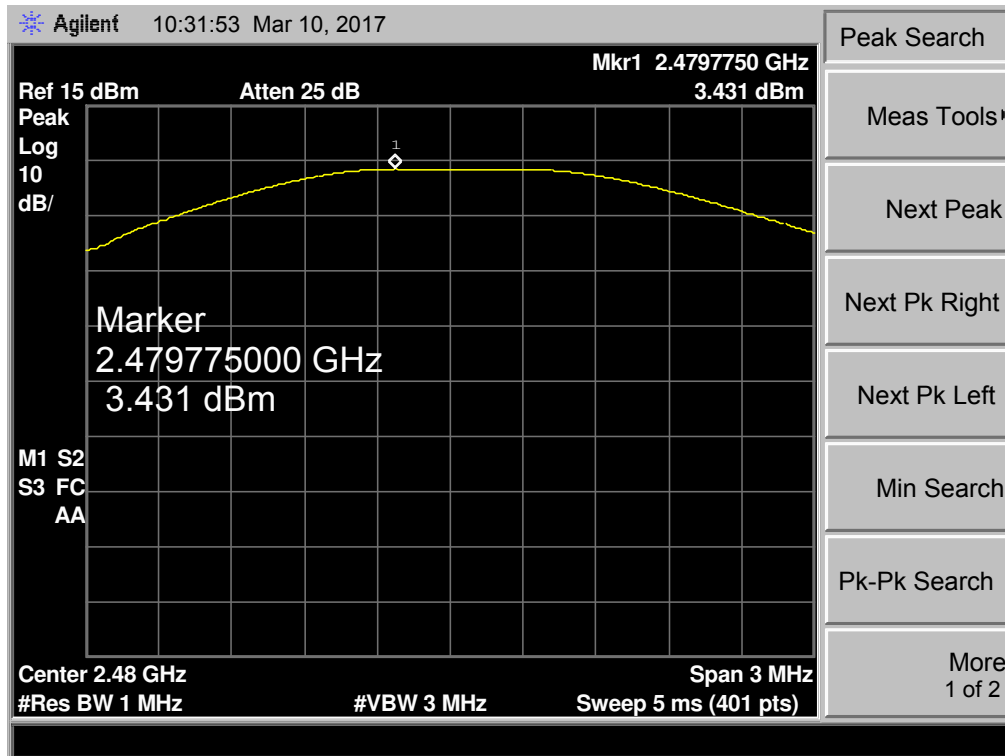 Agilent 10:31:53 Mar 10, 2017
Mkr1 2.4797750 GHz
Ref 15 dBm Atten 25 dB 3.431 dBm
Peak
Log
10
dB/
1
Marker
2.479775000 GHz
3.431 dBm
M1 S2
S3 FC
AA
Center 2.48 GHz Span 3 MHz
#Res BW 1 MHz #VBW 3 MHz Sweep 5 ms (401 pts)
Peak Search
Meas Tools
Next Peak
Next Pk Right
Next Pk Left
Min Search
Pk-Pk Search
More
1 of 2